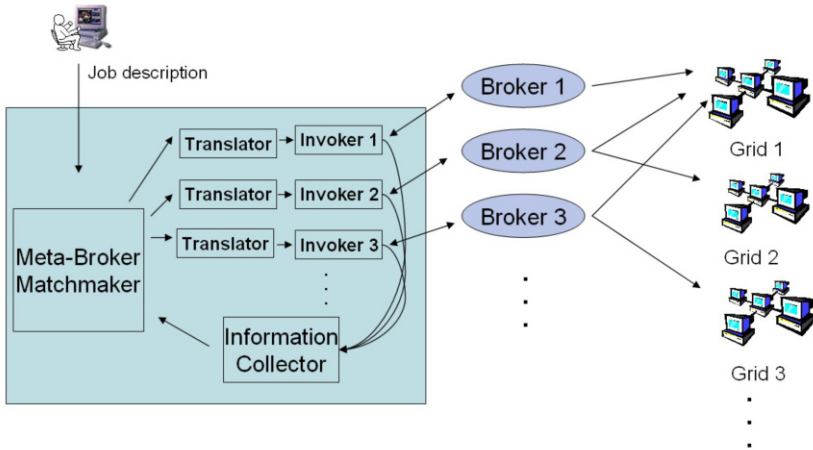 Job description
Broker 1
Translator
Invoker 1
Grid 1
Broker 2
Translator
Invoker 2
Broker 3
Translator
Invoker 3
Meta-Broker
Matchmaker
Grid 2
Information
Collector
Grid 3